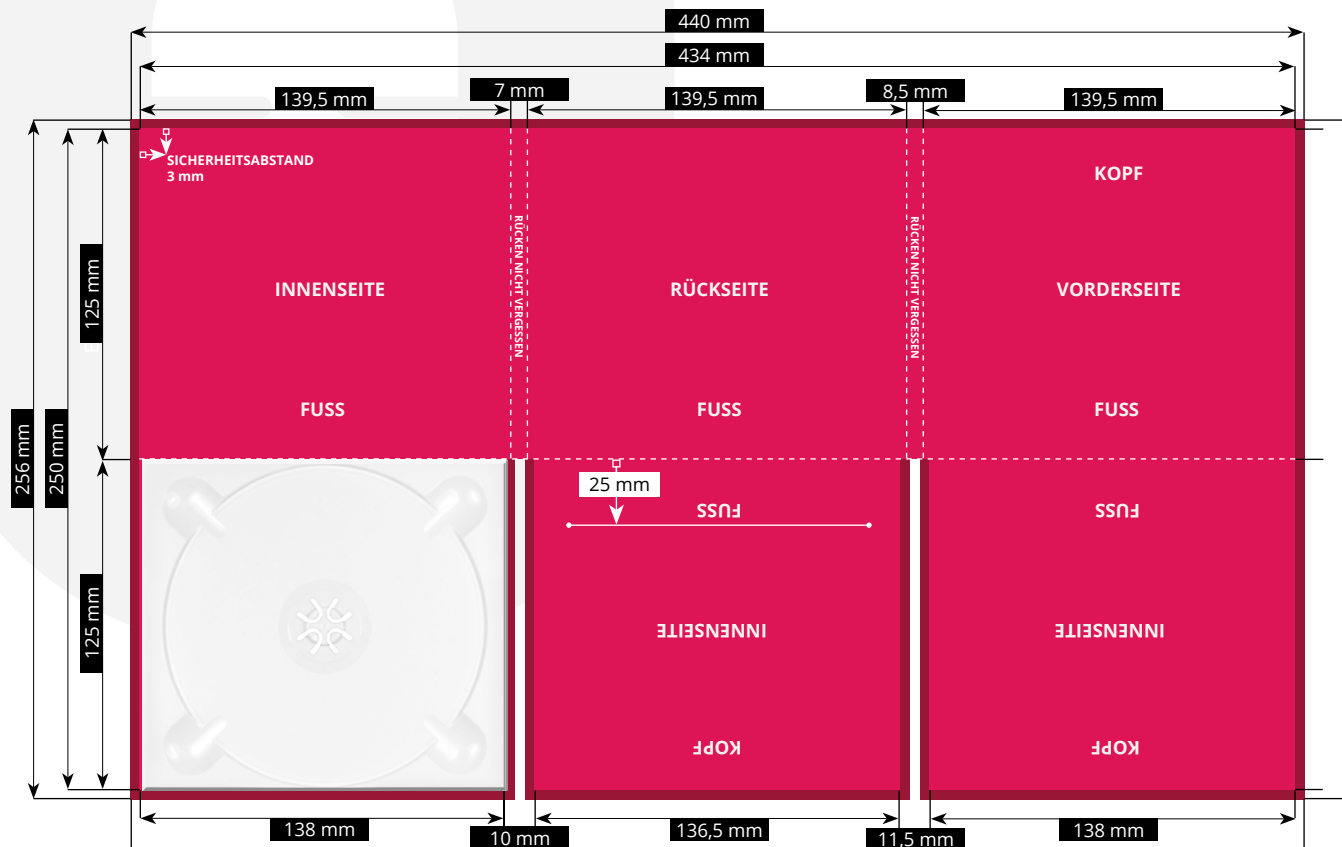 440 mm
434 mm
139,5 mm
7 mm
139,5 mm
8,5 mm
139,5 mm
SICHERHEITSABSTAND
3 mm
KOPF
125 mm
INNENSEITE
RÜCKEN NICHT VERGESSEN
RÜCKSEITE
RÜCKEN NICHT VERGESSEN
VORDERSEITE
FUSS
FUSS
FUSS
256 mm
250 mm
25 mm
FUSS
FUSS
125 mm
INNENSEITE
INNENSEITE
KOPF
KOPF
138 mm
10 mm
136,5 mm
11,5 mm
138 mm